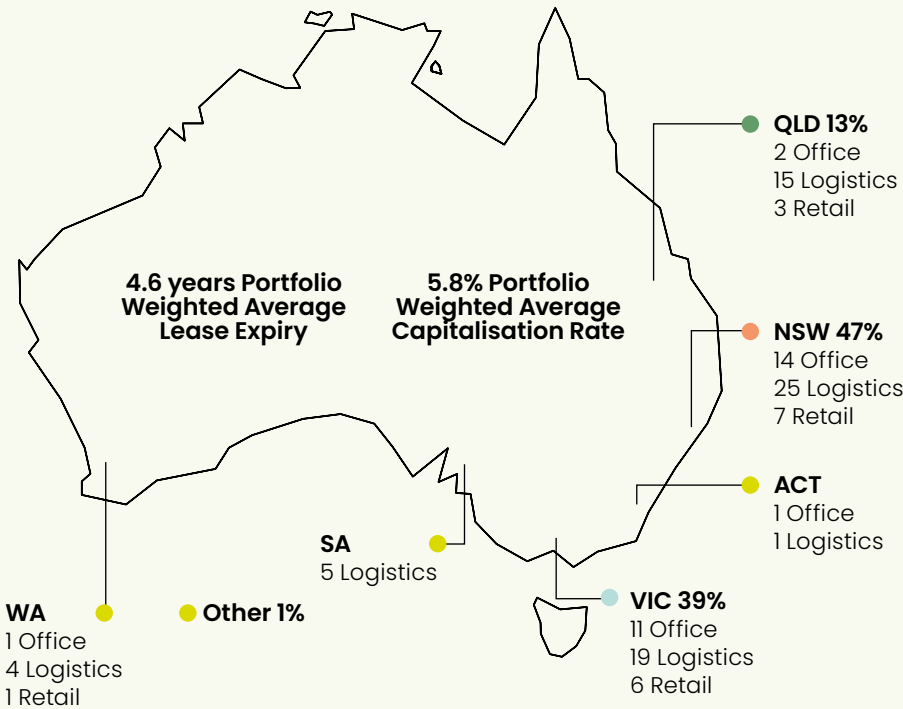 QLD 13%
2 Office
15 Logistics
3 Retail
4.6 years Portfolio
Weighted Average
Lease Expiry
5.8% Portfolio
Weighted Average
Capitalisation Rate
NSW 47%
14 Office
25 Logistics
7 Retail
ACT
1 Office
1 Logistics
SA
5 Logistics
VIC 39%
11 Office
19 Logistics
6 Retail
WA
1 Office
4 Logistics
1 Retail
Other 1%